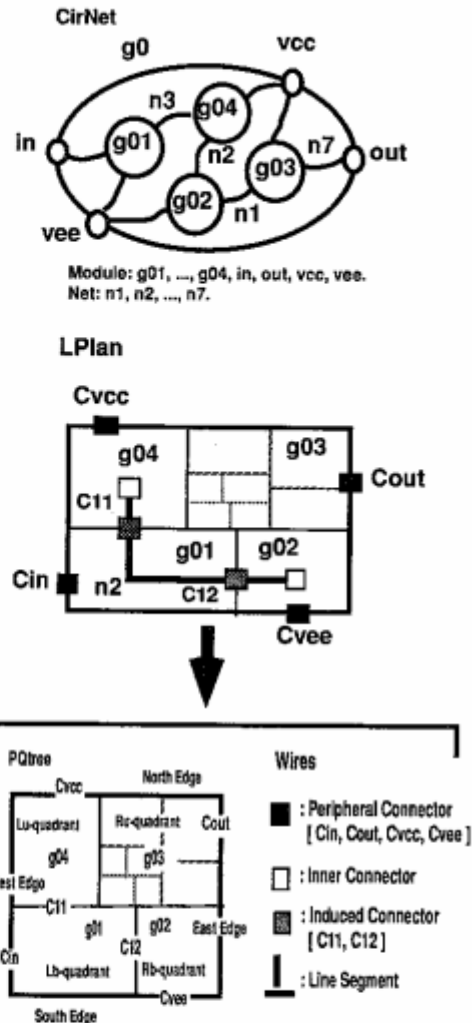 CirNet
g0
vcc
n3
g04
in
g01
n2
n7
out
g03
g02
n1
vee
Module: g01, ..., g04, in, out, vcc, vee.
Net: n1, n2, ..., n7.
LPlan
Cvcc
g04
g03
C11
Cout
g01
g02
Cin
n2
C12
Cvee
PQtree
Wires
Cvcc
North Edge
Lu-quadrant
Rc-quadrant
Cout
: Peripheral Connector
[ Cin, Cout, Cvcc, Cvee ]
g04
g03
est Edgo
: Inner Connector
C11
g01
g02
East Edge
: Induced Connector
[ C11, C12 ]
C12
Cin
Lb-quadrant
Rb-quadrant
: Line Segment
Cvee
South Edge